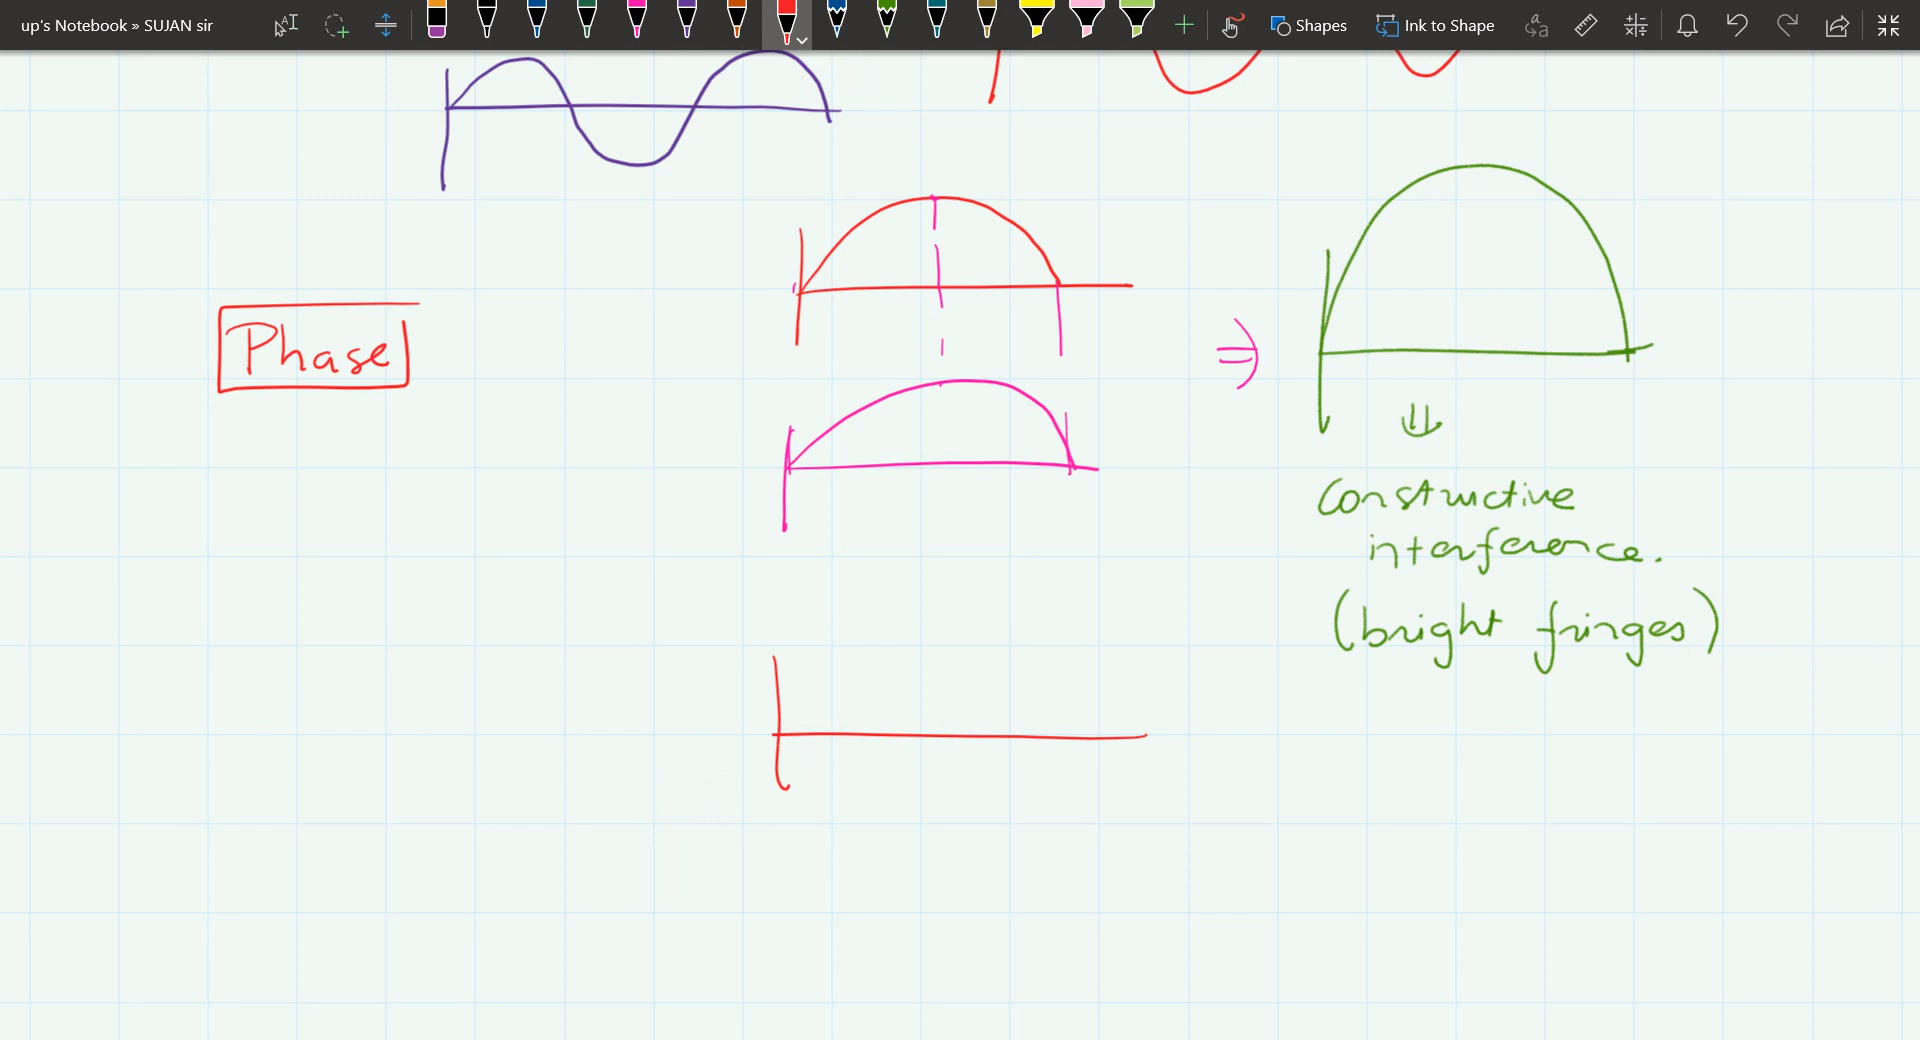 up's Notebook » SUJAN sir
Shapes
Ink to Shape
Phase
Constructive
interference.
(bright fringes)